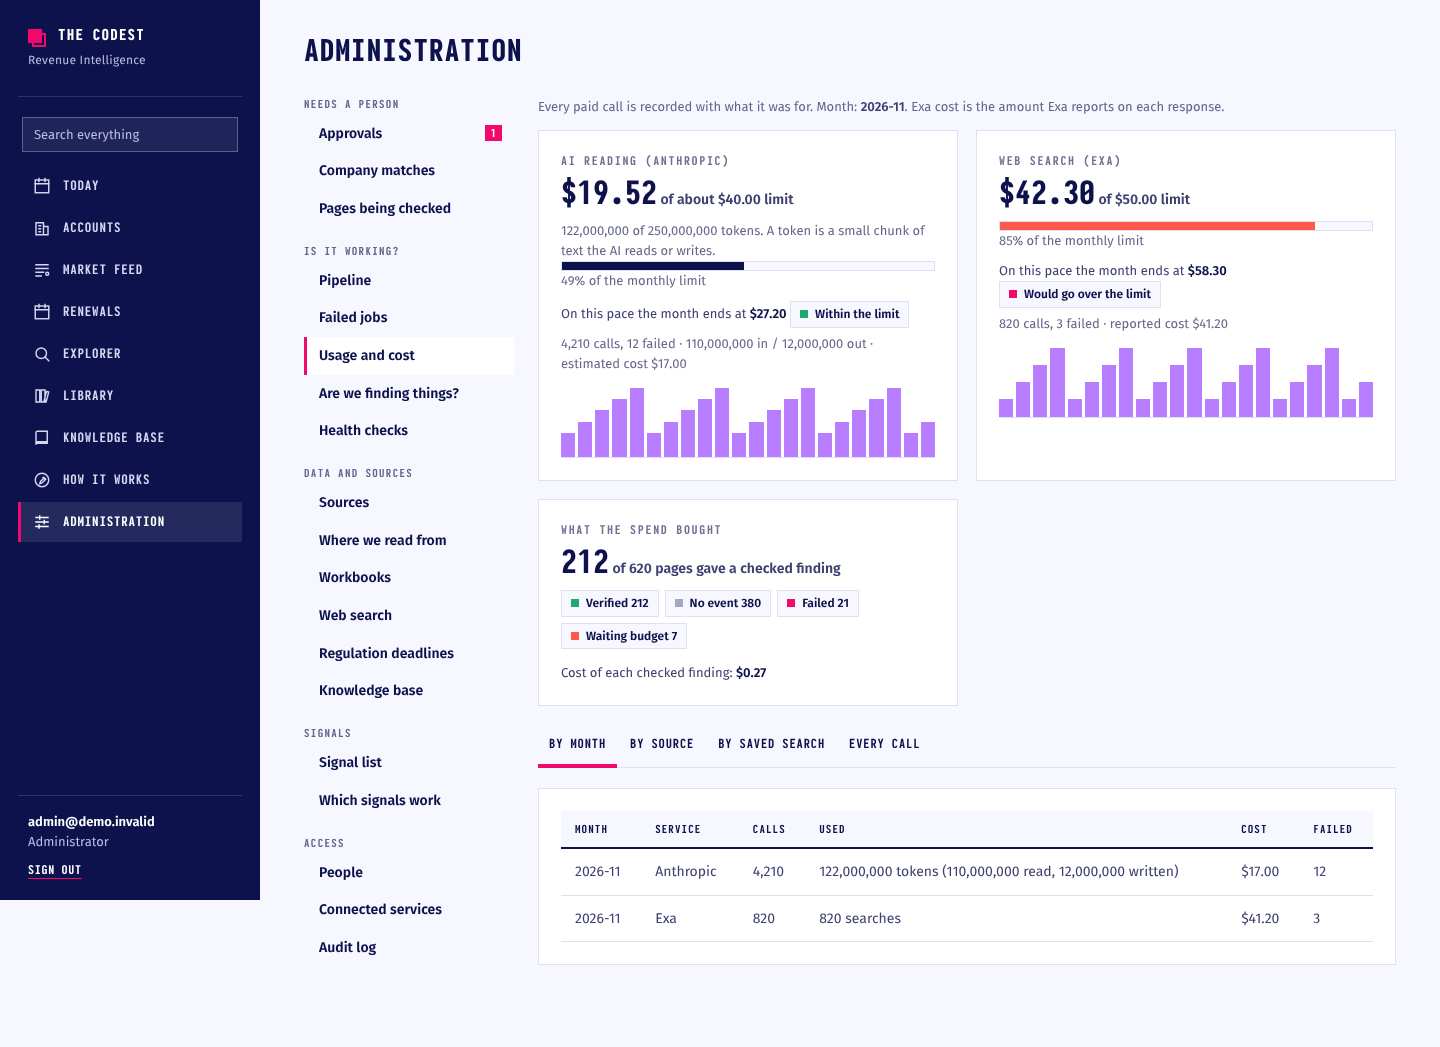 THE CODEST
Revenue Intelligence
Search everything
TODAY
ACCOUNTS
MARKET FEED
RENEWALS
EXPLORER
LIBRARY
KNOWLEDGE BASE
HOW IT WORKS
ADMINISTRATION
admin@demo.invalid
Administrator
SIGN OUT
ADMINISTRATION
NEEDS A PERSON
Approvals 1
Company matches
Pages being checked
IS IT WORKING?
Pipeline
Failed jobs
Usage and cost
Are we finding things?
Health checks
DATA AND SOURCES
Sources
Where we read from
Workbooks
Web search
Regulation deadlines
Knowledge base
SIGNALS
Signal list
Which signals work
ACCESS
People
Connected services
Audit log
Every paid call is recorded with what it was for. Month: 2026-11. Exa cost is the amount Exa reports on each response.
AI READING (ANTHROPIC)
$19.52 of about $40.00 limit
122,000,000 of 250,000,000 tokens. A token is a small chunk of
text the AI reads or writes.
49% of the monthly limit
On this pace the month ends at $27.20 Within the limit
4,210 calls, 12 failed · 110,000,000 in / 12,000,000 out ·
estimated cost $17.00
WEB SEARCH (EXA)
$42.30 of $50.00 limit
85% of the monthly limit
On this pace the month ends at $58.30
Would go over the limit
820 calls, 3 failed · reported cost $41.20
WHAT THE SPEND BOUGHT
212 of 620 pages gave a checked finding
Verified 212 No event 380 Failed 21
Waiting budget 7
Cost of each checked finding: $0.27
BY MONTH BY SOURCE BY SAVED SEARCH EVERY CALL
MONTH SERVICE CALLS USED COST FAILED
2026-11 Anthropic 4,210 122,000,000 tokens (110,000,000 read, 12,000,000 written) $17.00 12
2026-11 Exa 820 820 searches $41.20 3